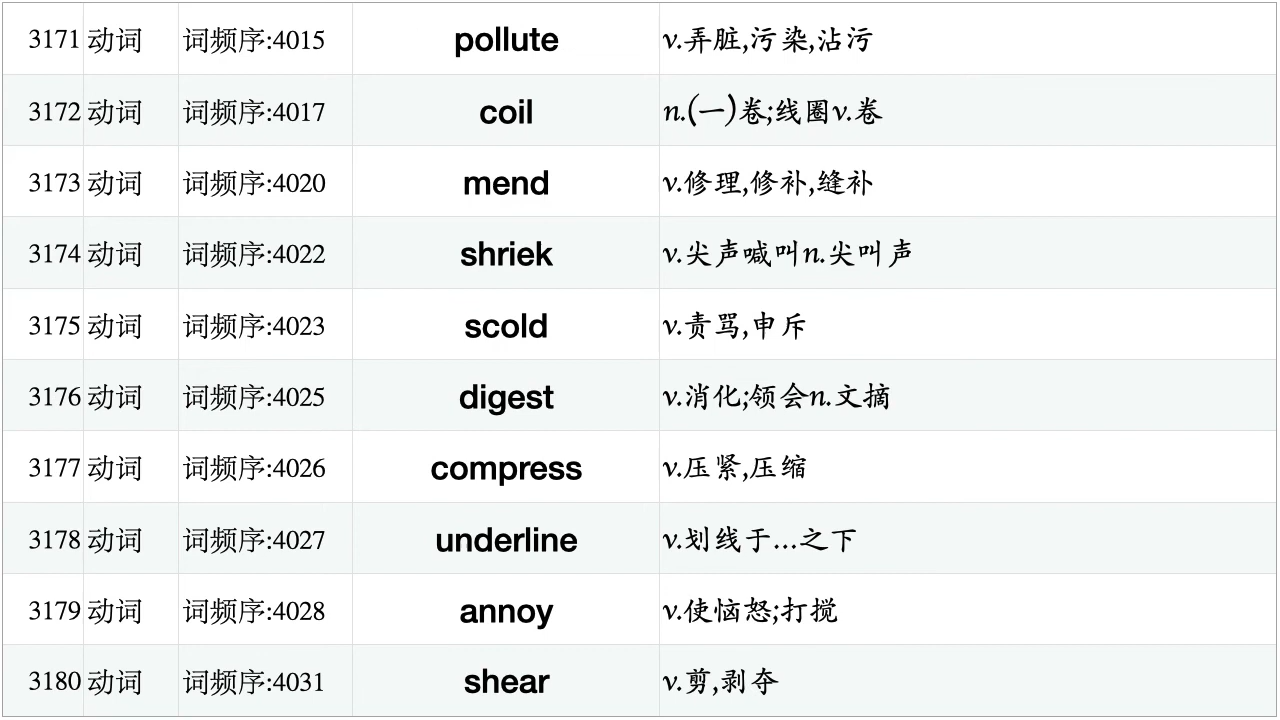 3171 动词 词频序:4015 pollute v.弄脏,污染,沾污
3172 动词 词频序:4017 coil n.(一)卷;线圈v.卷
3173 动词 词频序:4020 mend v.修理,修补,缝补
3174 动词 词频序:4022 shriek v.尖声喊叫n.尖叫声
3175 动词 词频序:4023 scold v.责骂,申斥
3176 动词 词频序:4025 digest v.消化;领会n.文摘
3177 动词 词频序:4026 compress v.压紧,压缩
3178 动词 词频序:4027 underline v.划线于…之下
3179 动词 词频序:4028 annoy v.使恼怒;打搅
3180 动词 词频序:4031 shear v.剪,剥夺